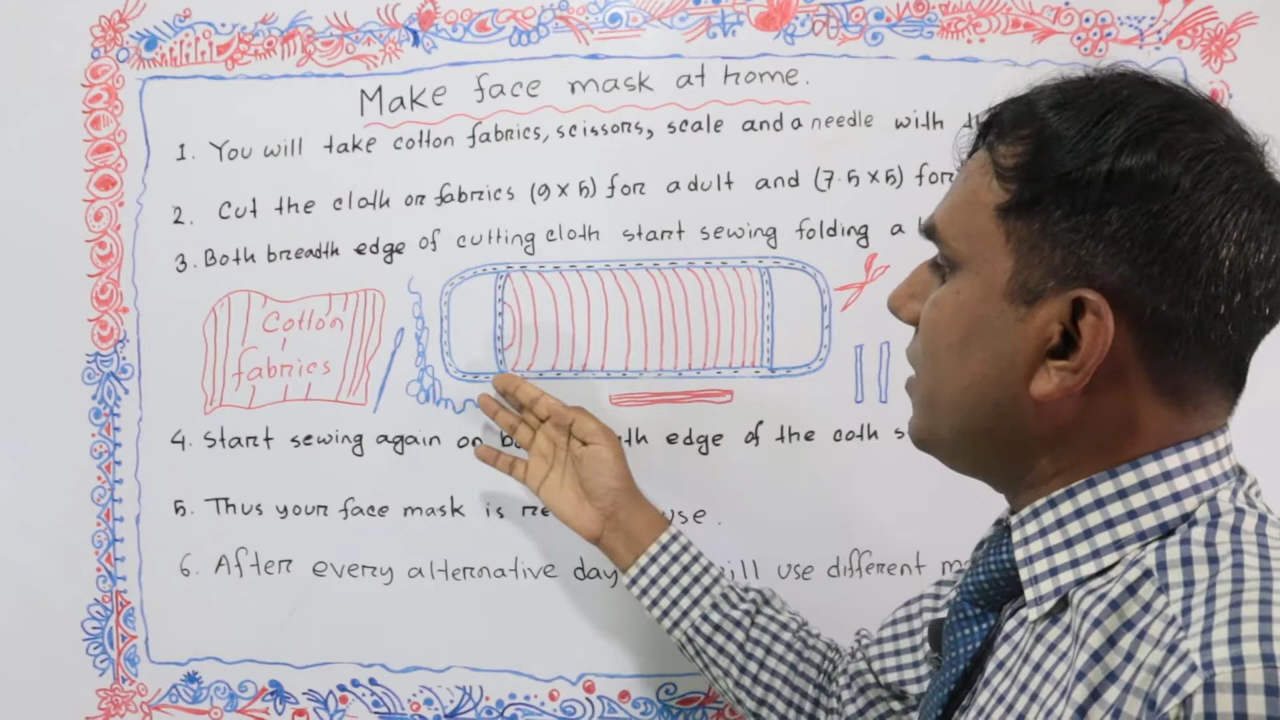 Make face mask at home.
1. You will take cotton fabrics, scissors, scale and a needle with
2. Cut the cloth or fabrics (9 x 5) for adult and (7.5 x 5) for
3. Both breadth edge of cutting cloth start sewing folding a
Cotton
fabrics
4. Start sewing again on edge of the coth
5. Thus your face mask is use.
6. After every alternative day will use different